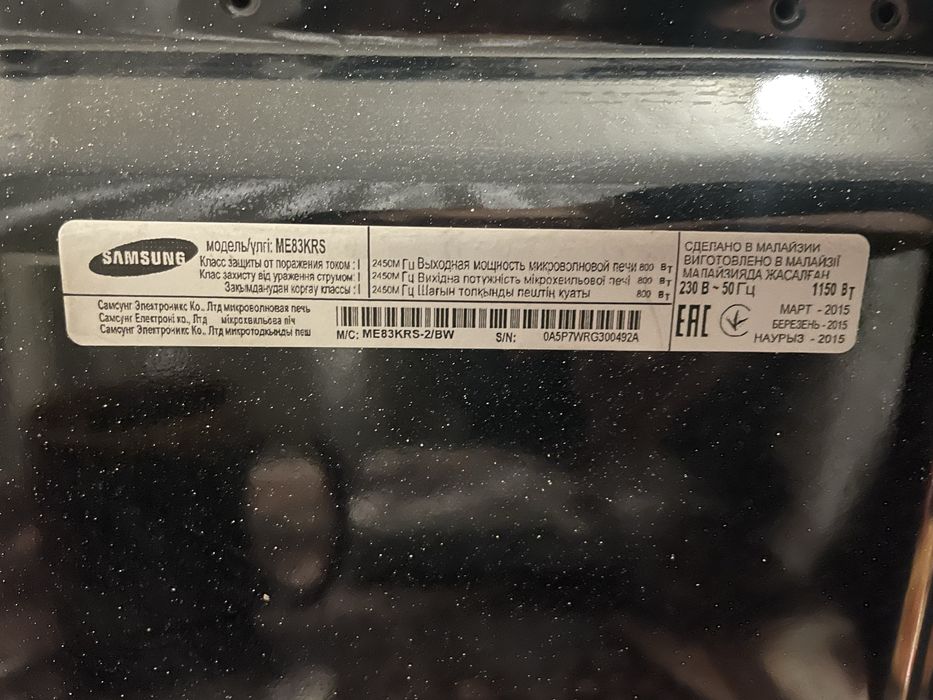 SAMSUNG
модель/үлгі: ME83KRS
Класс защиты от поражения током : I
Клас захисту від ураження струмом: I
Зақымданудан қорғау классы : I
2450М Гц Выходная мощность микроволновой печи 800 Вт
2450М Гц Вихідна потужність мікрохвильової печі 800 Вт
2450М Гц Шағын толқынды пештің қуаты 800 Вт
СДЕЛАНО В МАЛАЙЗИИ
ВИГОТОВЛЕНО В МАЛАЙЗІЇ
МАЛАЙЗИЯДА ЖАСАЛҒАН
230 В ~ 50 Гц 1150 Вт
Самсунг Электроникс Ко., Лтд микроволновая печь
Самсунг Електроні ко., Лтд мікрохвильова піч
Самсунг Электроникс Ко., Лтд микротолқынды пеш
M/C: ME83KRS-2/BW S/N: 0A5P7WRG300492A
EAC
МАРТ - 2015
БЕРЕЗЕНЬ - 2015
НАУРЫЗ - 2015